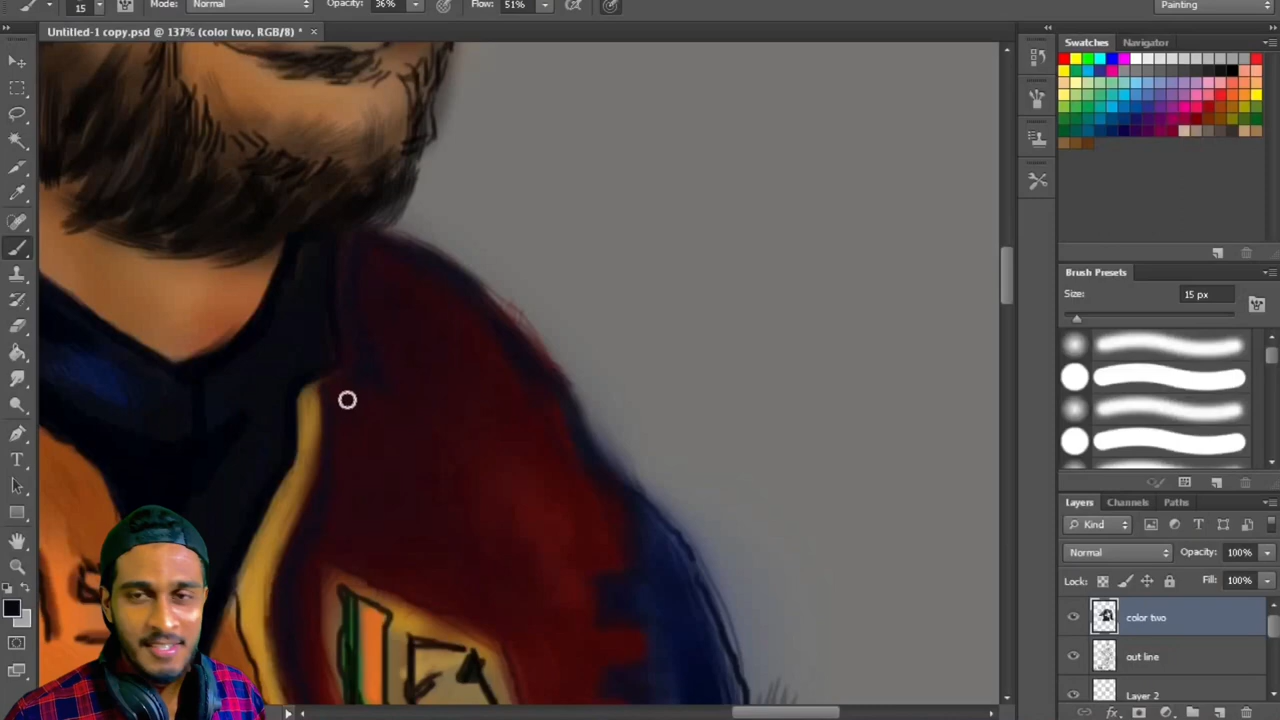 15 Mode: Normal Opacity: 36% Flow: 51% Painting
Untitled-1 copy.psd @ 137% (color two, RGB/8) * ×
Swatches Navigator
Brush Presets
Size: 15 px
Layers Channels Paths
Kind T
Normal Opacity: 100%
Lock: Fill: 100%
color two
out line
Layer 2
fx
T